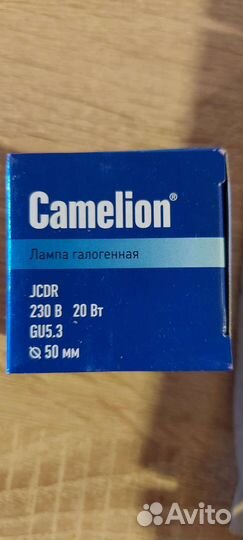 Camelion®
Лампа галогенная
JCDR
230 В 20 Вт
GU5.3
⌀ 50 мм
Avito